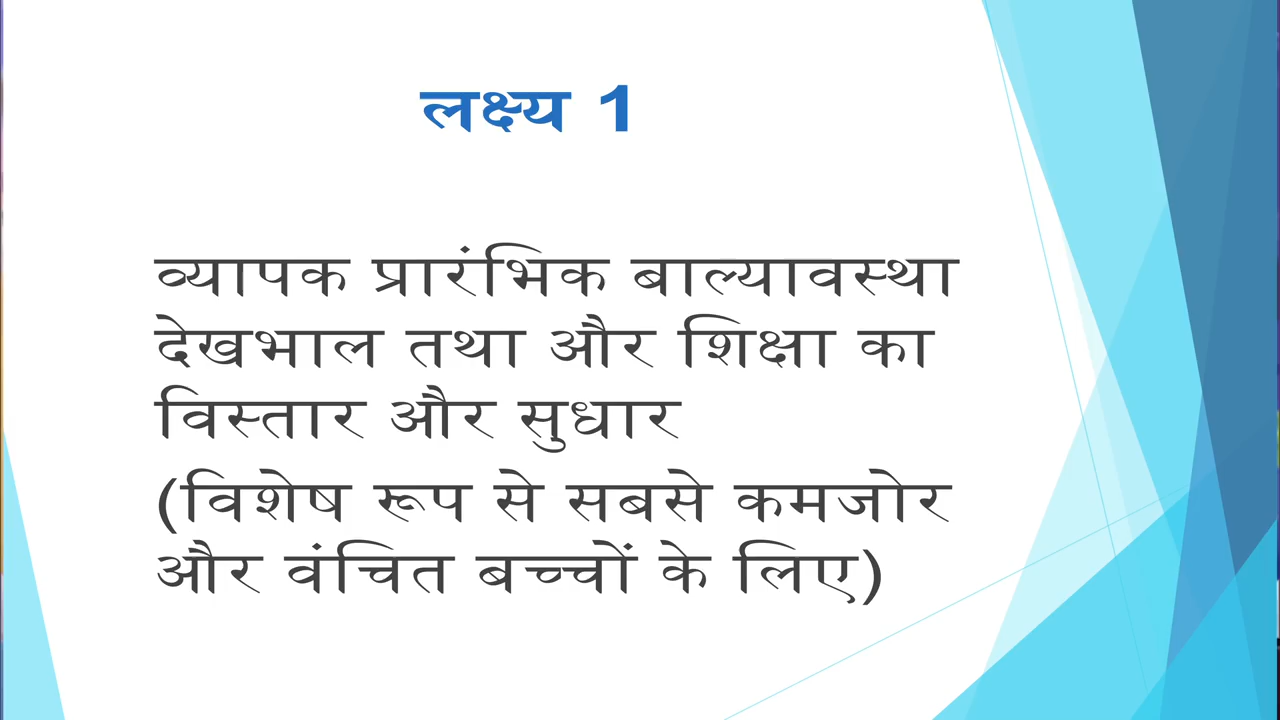 लक्ष्य 1
व्यापक प्रारंभिक बाल्यावस्था
देखभाल तथा और शिक्षा का
विस्तार और सुधार
(विशेष रूप से सबसे कमजोर
और वंचित बच्चों के लिए)